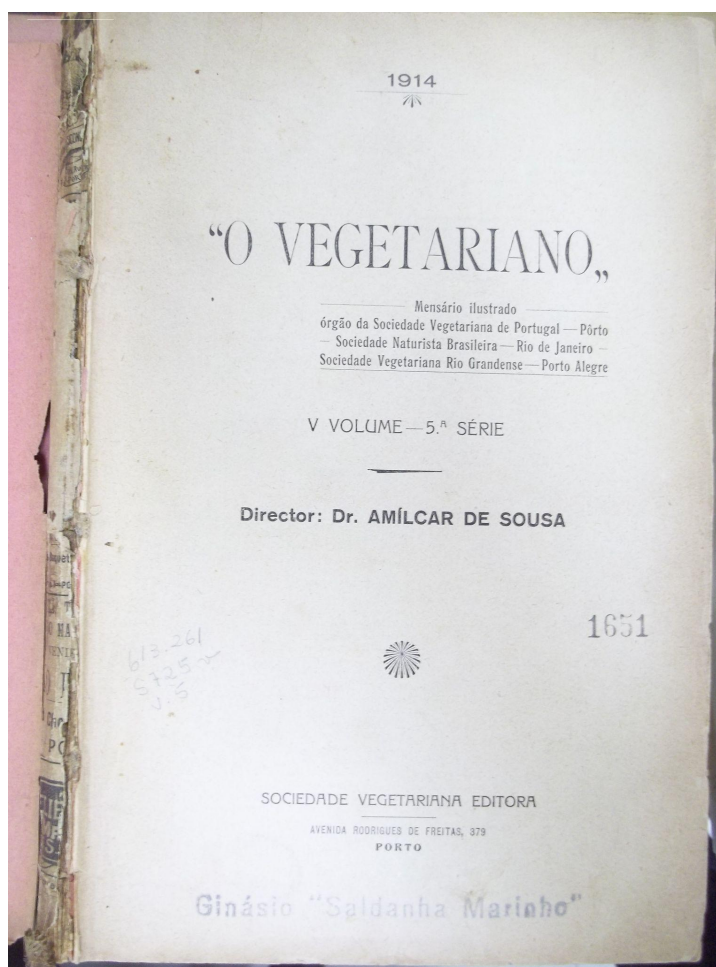 1914
"O VEGETARIANO„
Mensário ilustrado
órgão da Sociedade Vegetariana de Portugal — Pôrto
— Sociedade Naturista Brasileira — Rio de Janeiro —
Sociedade Vegetariana Rio Grandense — Porto Alegre
V VOLUME — 5.ª SÉRIE
Director: Dr. AMÍLCAR DE SOUSA
1651
613.261
S725v
v.5
SOCIEDADE VEGETARIANA EDITORA
AVENIDA RODRIGUES DE FREITAS, 379
PORTO
Ginásio "Saldanha Marinho"